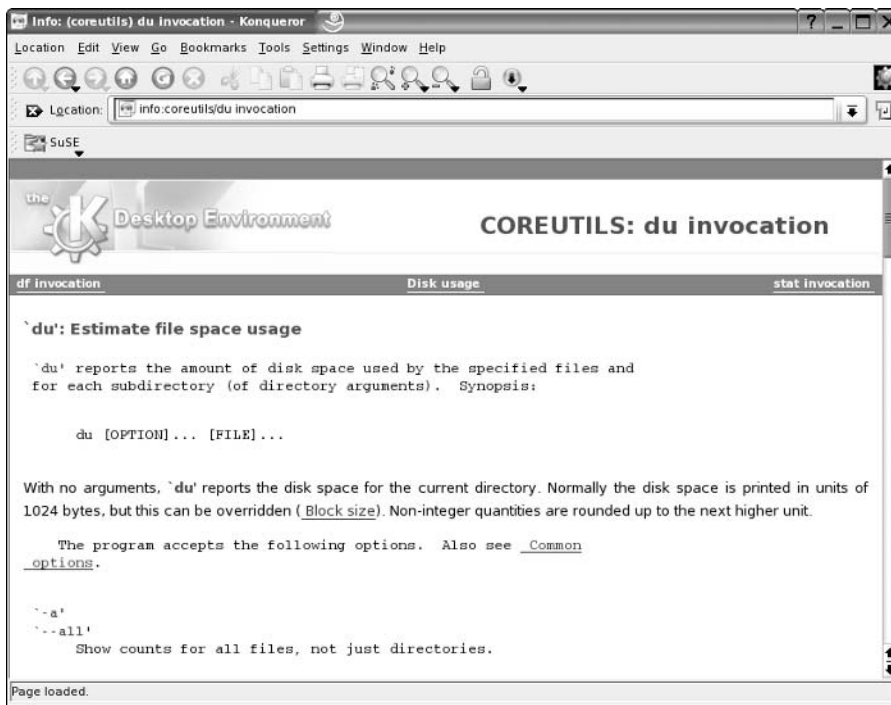 Info: (coreutils) du invocation - Konqueror
Location Edit View Go Bookmarks Tools Settings Window Help
Location: info:coreutils/du invocation
SuSE
the
K Desktop Environment
COREUTILS: du invocation
df invocation Disk usage stat invocation
`du': Estimate file space usage
`du' reports the amount of disk space used by the specified files and
for each subdirectory (of directory arguments). Synopsis:
du [OPTION]... [FILE]...
With no arguments, `du' reports the disk space for the current directory. Normally the disk space is printed in units of
1024 bytes, but this can be overridden ( Block size). Non-integer quantities are rounded up to the next higher unit.
The program accepts the following options. Also see Common
options.
`-a'
`--all'
Show counts for all files, not just directories.
Page loaded.